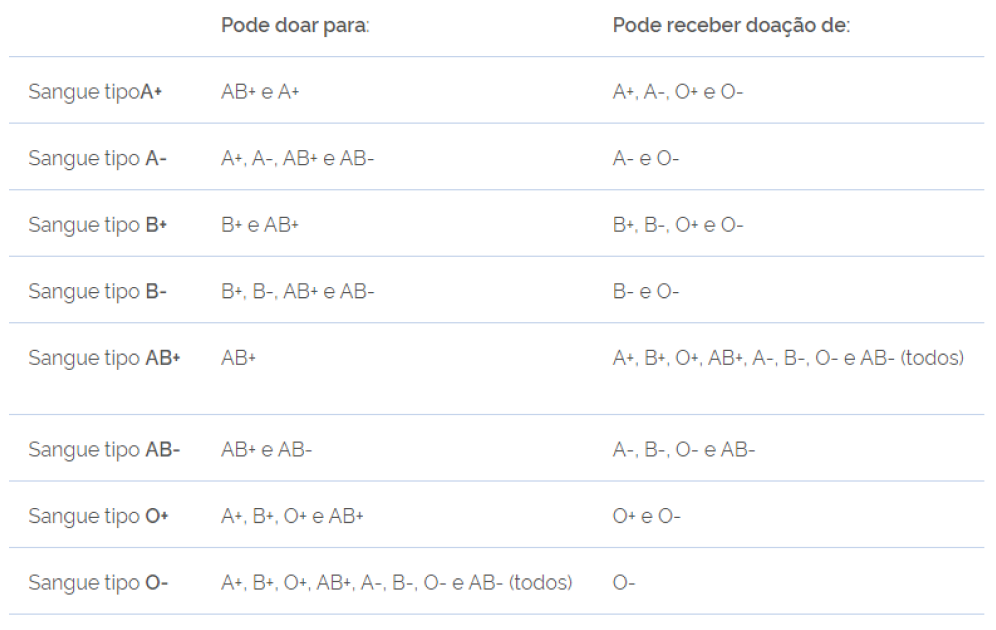 Pode doar para: Pode receber doação de:
Sangue tipoA+ AB+ e A+ A+, A-, O+ e O-
Sangue tipo A- A+, A-, AB+ e AB- A- e O-
Sangue tipo B+ B+ e AB+ B+, B-, O+ e O-
Sangue tipo B- B+, B-, AB+ e AB- B- e O-
Sangue tipo AB+ AB+ A+, B+, O+, AB+, A-, B-, O- e AB- (todos)
Sangue tipo AB- AB+ e AB- A-, B-, O- e AB-
Sangue tipo O+ A+, B+, O+ e AB+ O+ e O-
Sangue tipo O- A+, B+, O+, AB+, A-, B-, O- e AB- (todos) O-